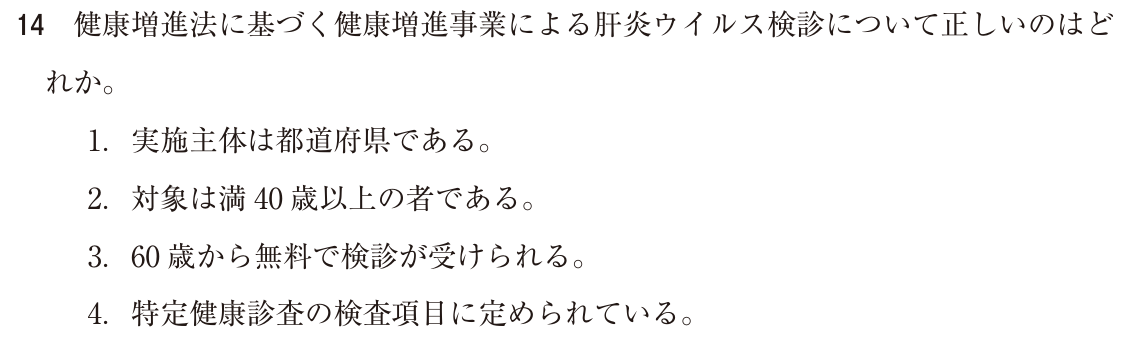 14 健康増進法に基づく健康増進事業による肝炎ウイルス検診について正しいのはど
れか。
1. 実施主体は都道府県である。
2. 対象は満 40 歳以上の者である。
3. 60 歳から無料で検診が受けられる。
4. 特定健康診査の検査項目に定められている。